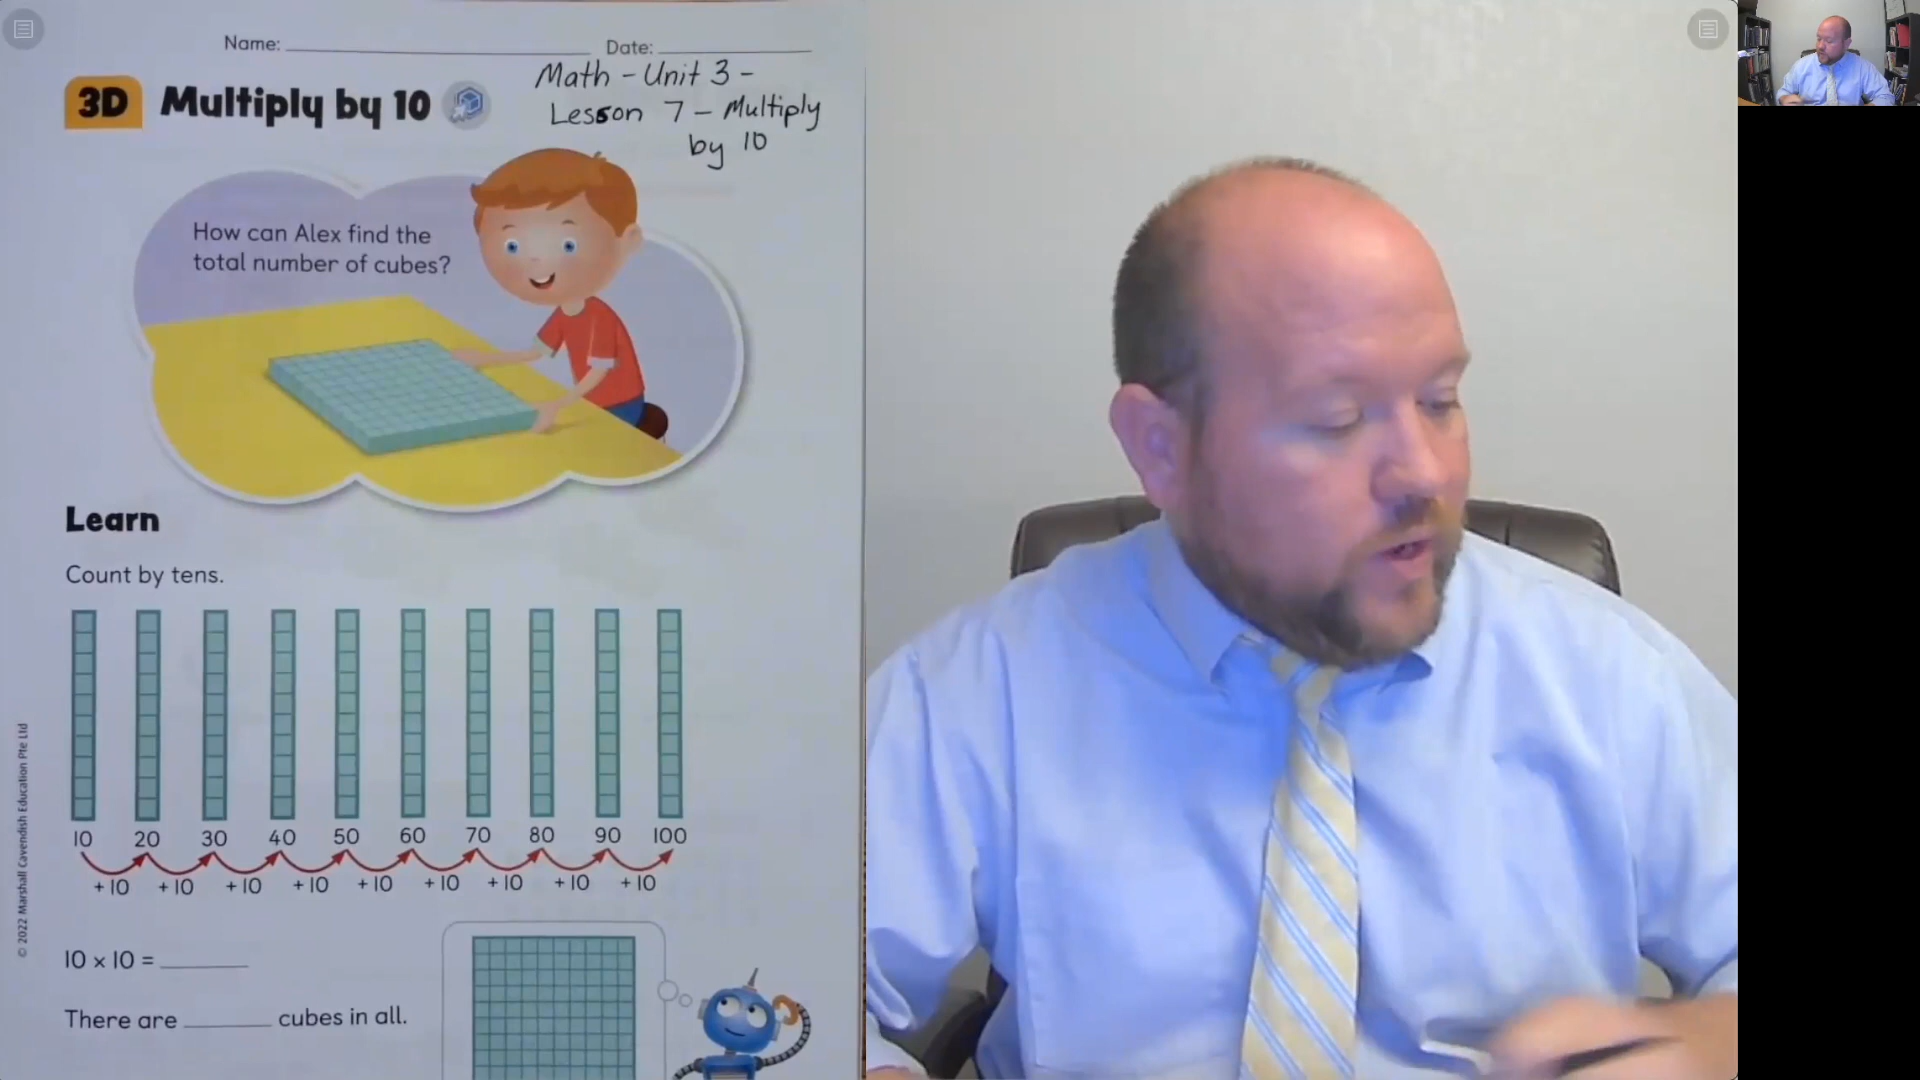 Name: Date:
Math - Unit 3 -
3D Multiply by 10
Lesson 7 - Multiply
by 10
How can Alex find the
total number of cubes?
Learn
Count by tens.
10 20 30 40 50 60 70 80 90 100
+10 +10 +10 +10 +10 +10 +10 +10 +10
10 × 10 =
There are cubes in all.
© 2022 Marshall Cavendish Education Pte Ltd